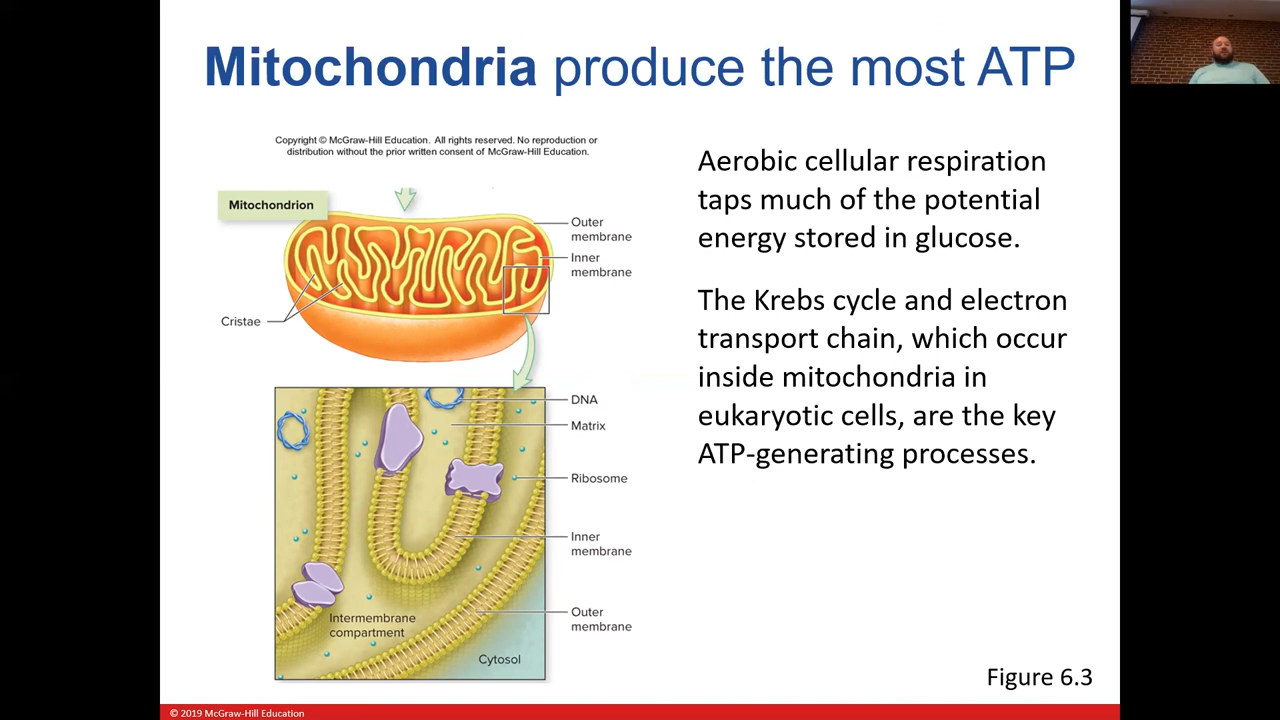 Mitochondria produce the most ATP
Copyright © McGraw-Hill Education. All rights reserved. No reproduction or
distribution without the prior written consent of McGraw-Hill Education.
Mitochondrion
Outer
membrane
Inner
membrane
Cristae
DNA
Matrix
Ribosome
Inner
membrane
Outer
membrane
Intermembrane
compartment
Cytosol
Aerobic cellular respiration
taps much of the potential
energy stored in glucose.
The Krebs cycle and electron
transport chain, which occur
inside mitochondria in
eukaryotic cells, are the key
ATP-generating processes.
Figure 6.3
© 2019 McGraw-Hill Education